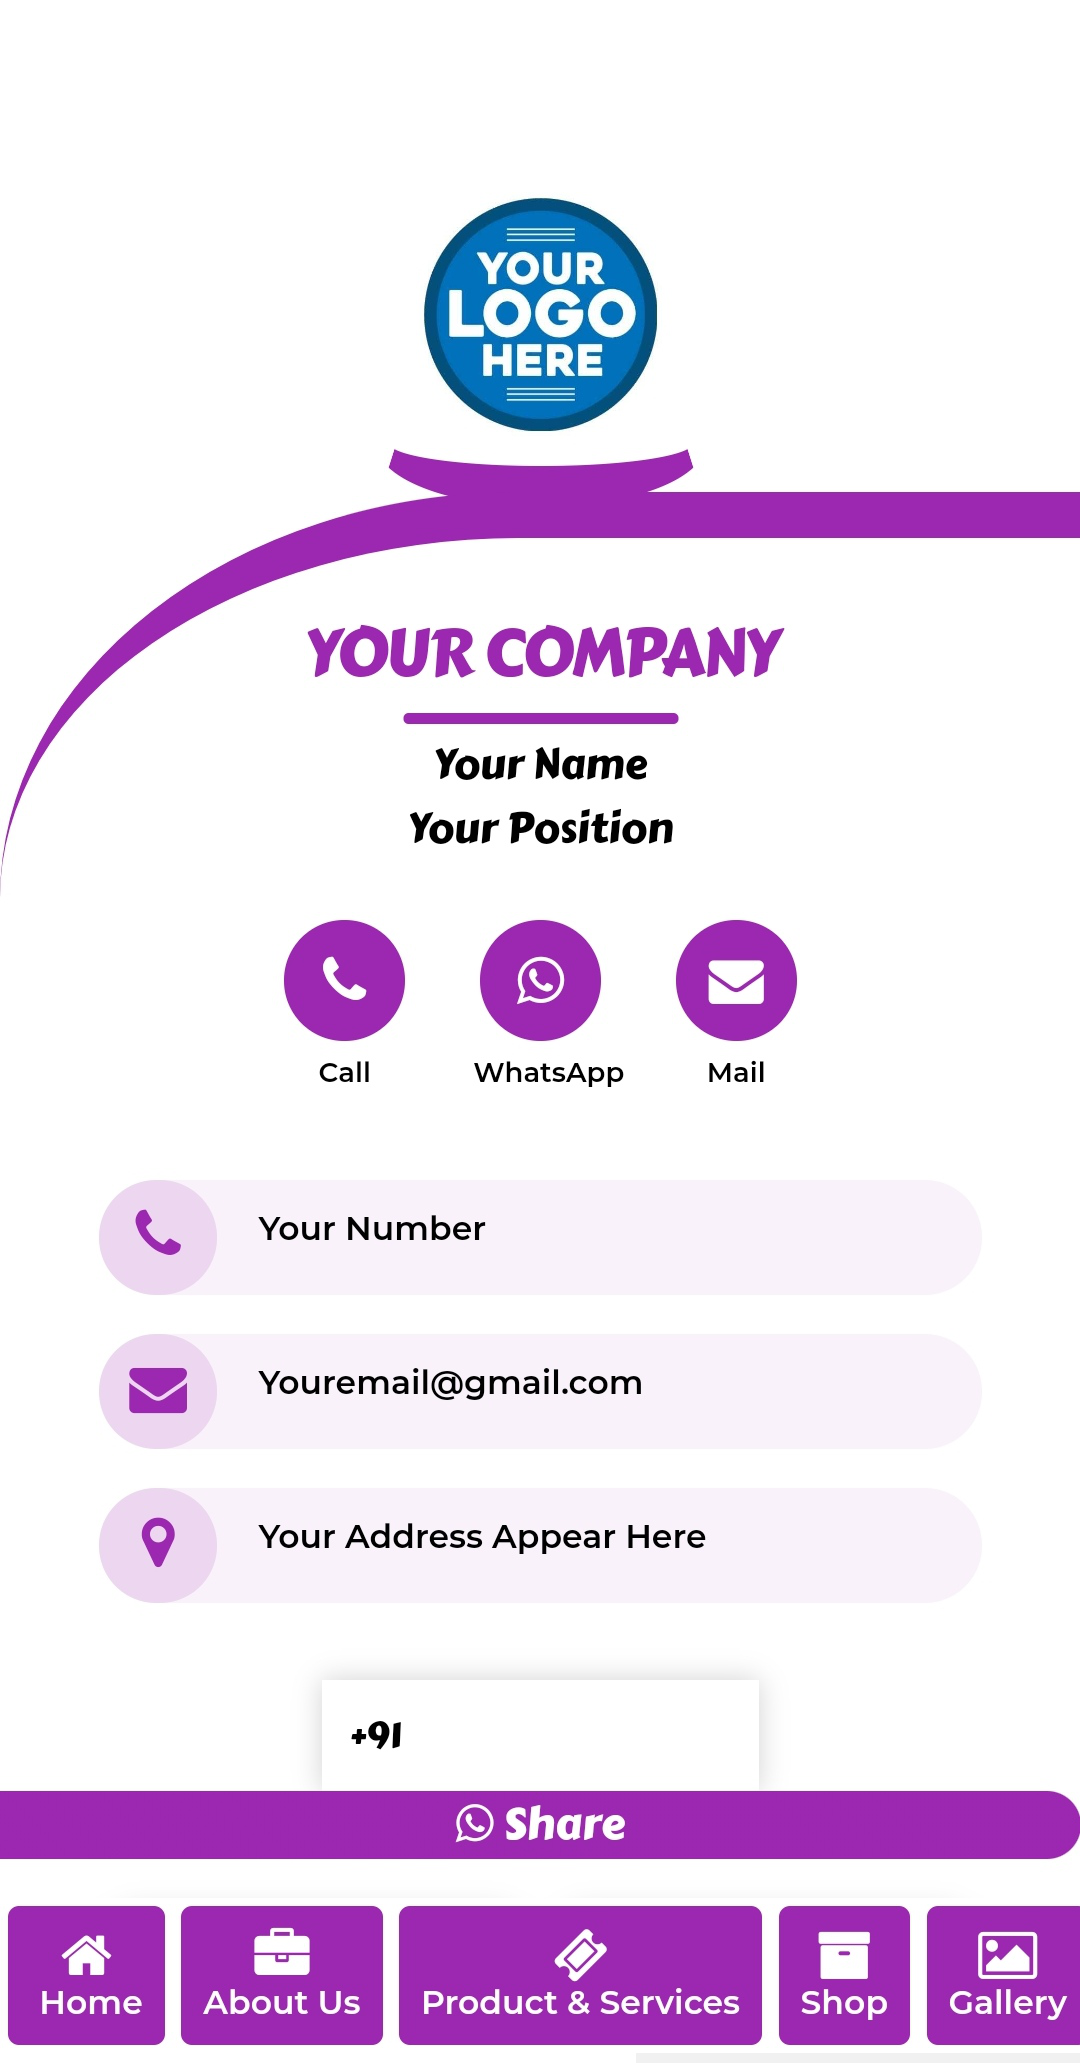 YOUR
LOGO
HERE
YOUR COMPANY
Your Name
Your Position
Call WhatsApp Mail
Your Number
Youremail@gmail.com
Your Address Appear Here
+91
Share
Home About Us Product & Services Shop Gallery